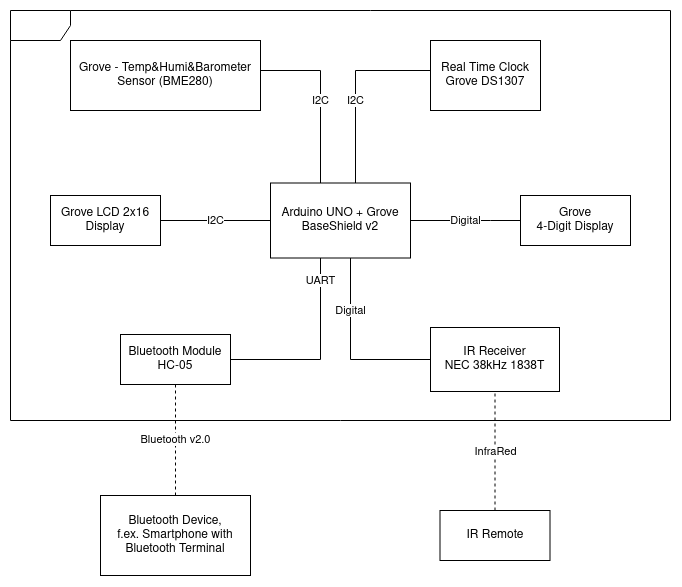 Grove - Temp&Humi&Barometer
Sensor (BME280)
Real Time Clock
Grove DS1307
I2C
I2C
Grove LCD 2x16
Display
I2C
Arduino UNO + Grove
BaseShield v2
Digital
Grove
4-Digit Display
UART
Digital
Bluetooth Module
HC-05
IR Receiver
NEC 38kHz 1838T
Bluetooth v2.0
InfraRed
Bluetooth Device,
f.ex. Smartphone with
Bluetooth Terminal
IR Remote